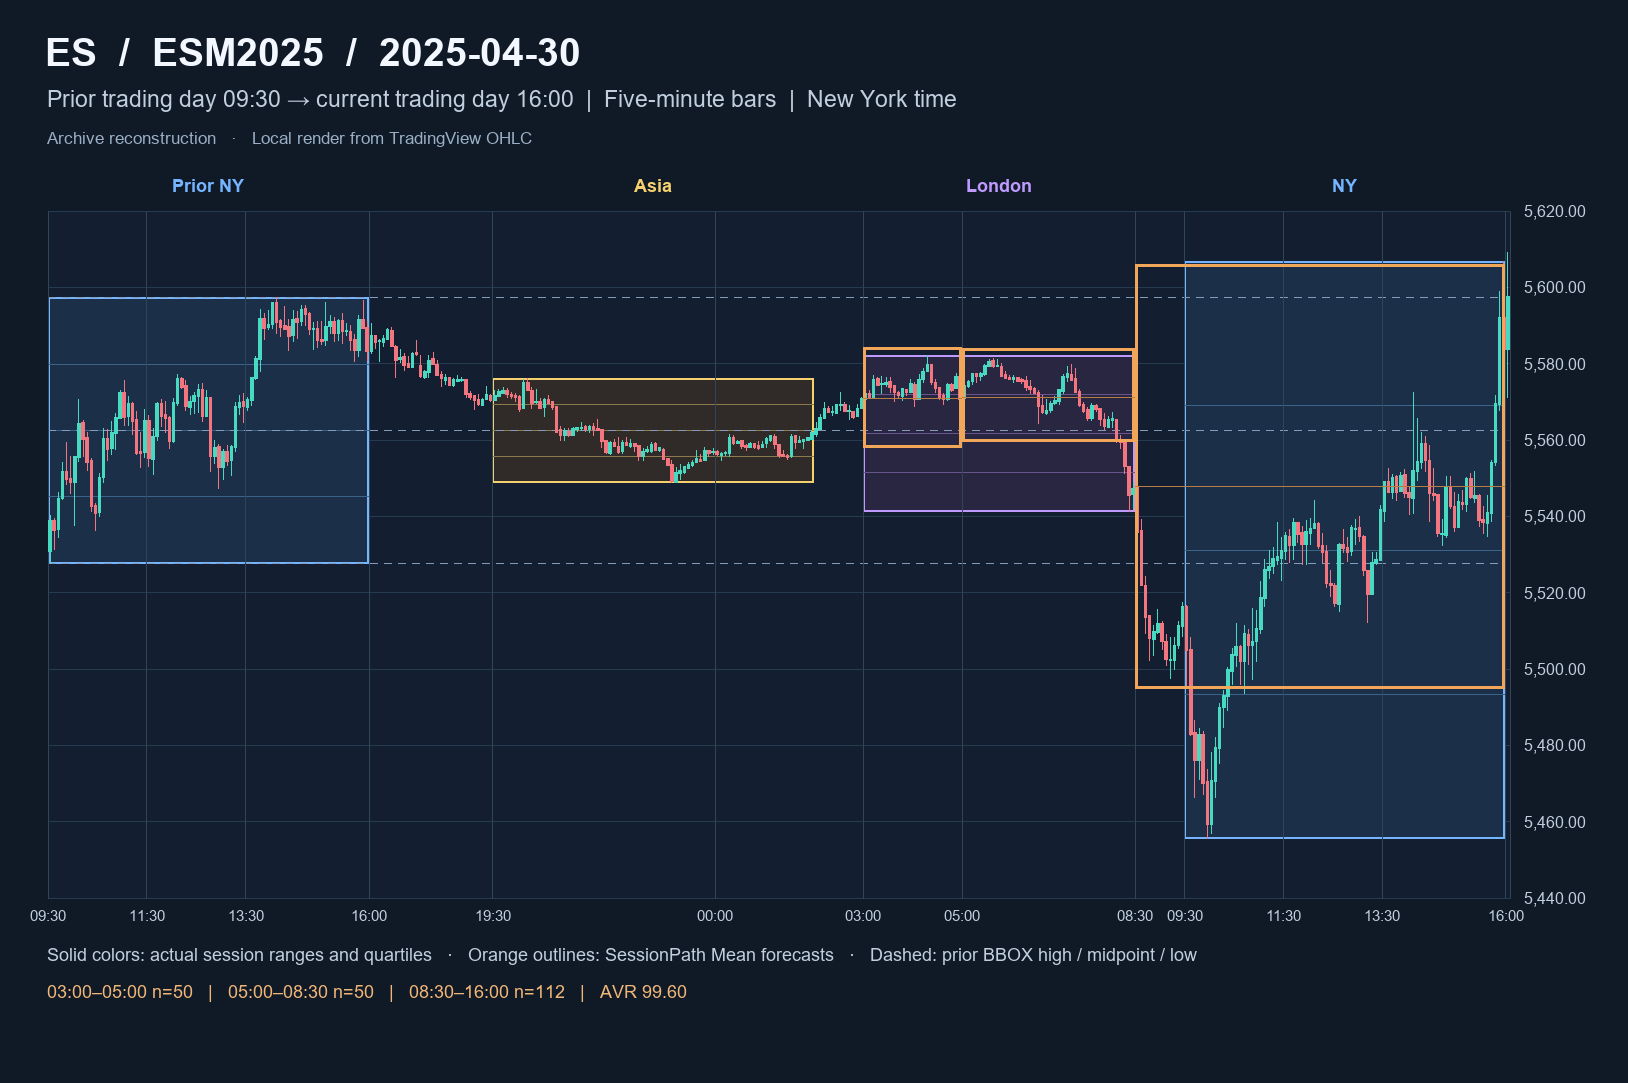 ES / ESM2025 / 2025-04-30
Prior trading day 09:30 → current trading day 16:00 | Five-minute bars | New York time
Archive reconstruction · Local render from TradingView OHLC
Prior NY Asia London NY
5,620.00
5,600.00
5,580.00
5,560.00
5,540.00
5,520.00
5,500.00
5,480.00
5,460.00
5,440.00
09:30 11:30 13:30 16:00 19:30 00:00 03:00 05:00 08:30 09:30 11:30 13:30 16:00
Solid colors: actual session ranges and quartiles · Orange outlines: SessionPath Mean forecasts · Dashed: prior BBOX high / midpoint / low
03:00–05:00 n=50 | 05:00–08:30 n=50 | 08:30–16:00 n=112 | AVR 99.60